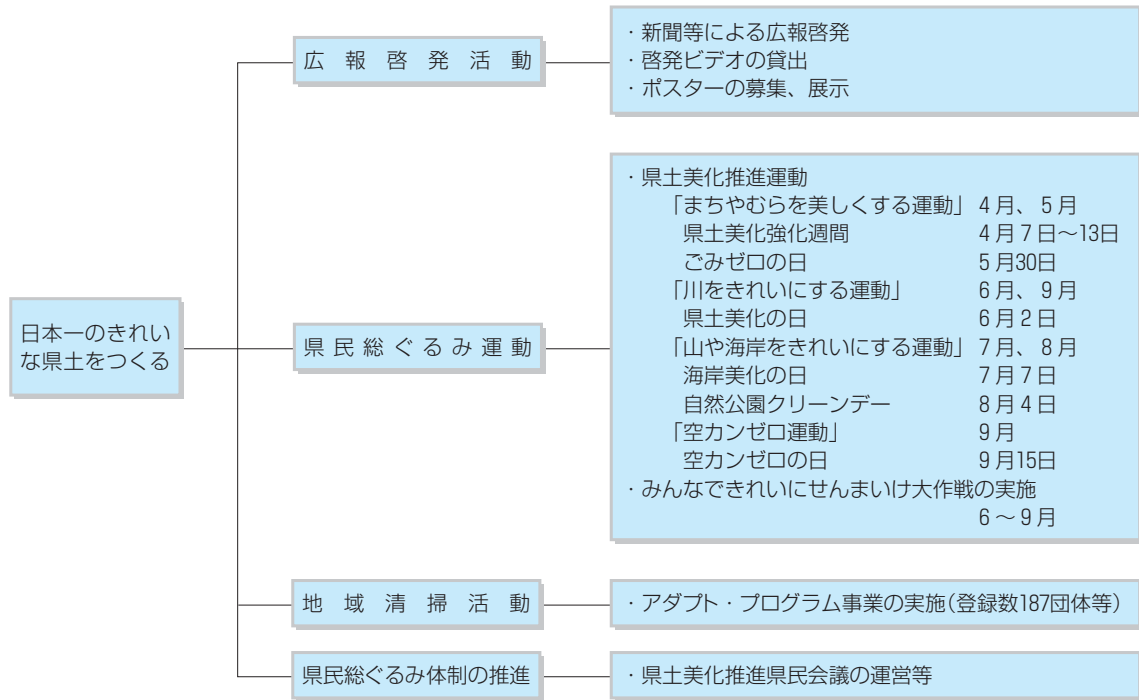 広報啓発活動
・新聞等による広報啓発
・啓発ビデオの貸出
・ポスターの募集、展示
日本一のきれい
な県土をつくる
県民総ぐるみ運動
・県土美化推進運動
「まちやむらを美しくする運動」 4月、5月
県土美化強化週間 4月7日～13日
ごみゼロの日 5月30日
「川をきれいにする運動」 6月、9月
県土美化の日 6月2日
「山や海岸をきれいにする運動」 7月、8月
海岸美化の日 7月7日
自然公園クリーンデー 8月4日
「空カンゼロ運動」 9月
空カンゼロの日 9月15日
・みんなできれいにせんまいけ大作戦の実施
6～9月
地域清掃活動
・アダプト・プログラム事業の実施（登録数187団体等）
県民総ぐるみ体制の推進
・県土美化推進県民会議の運営等